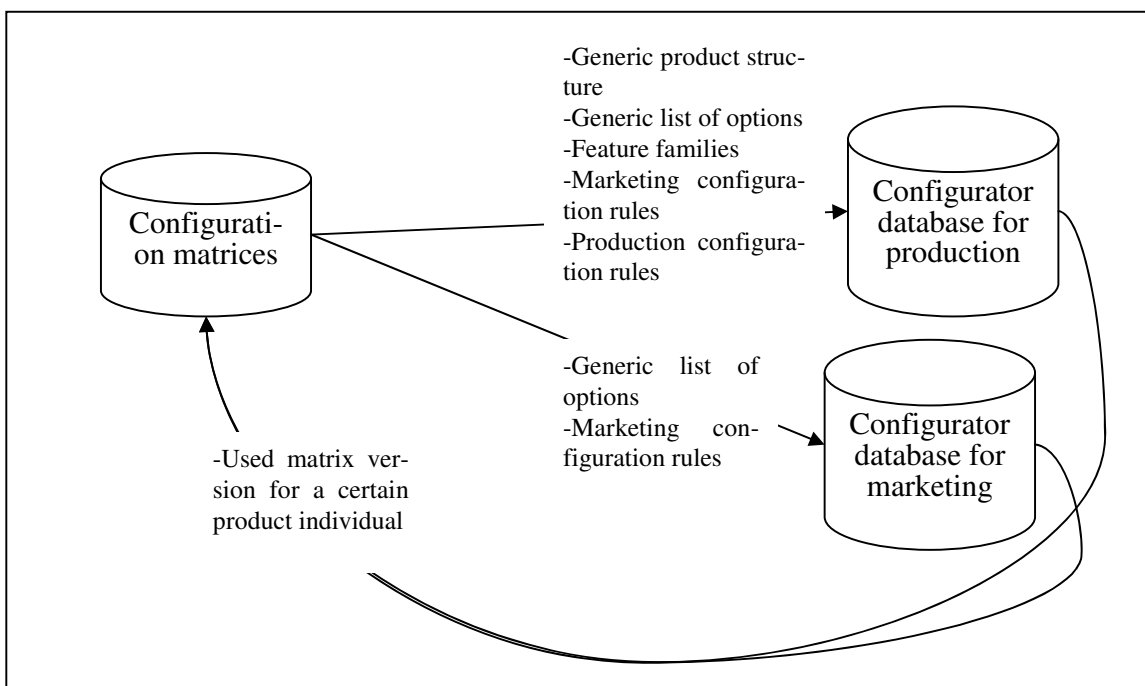 -Generic product struc-
ture
-Generic list of options
-Feature families
-Marketing configura-
tion rules
-Production configura-
tion rules
Configurati-
on matrices
Configurator
database for
production
-Generic list of
options
-Marketing con-
figuration rules
Configurator
database for
marketing
-Used matrix ver-
sion for a certain
product individual